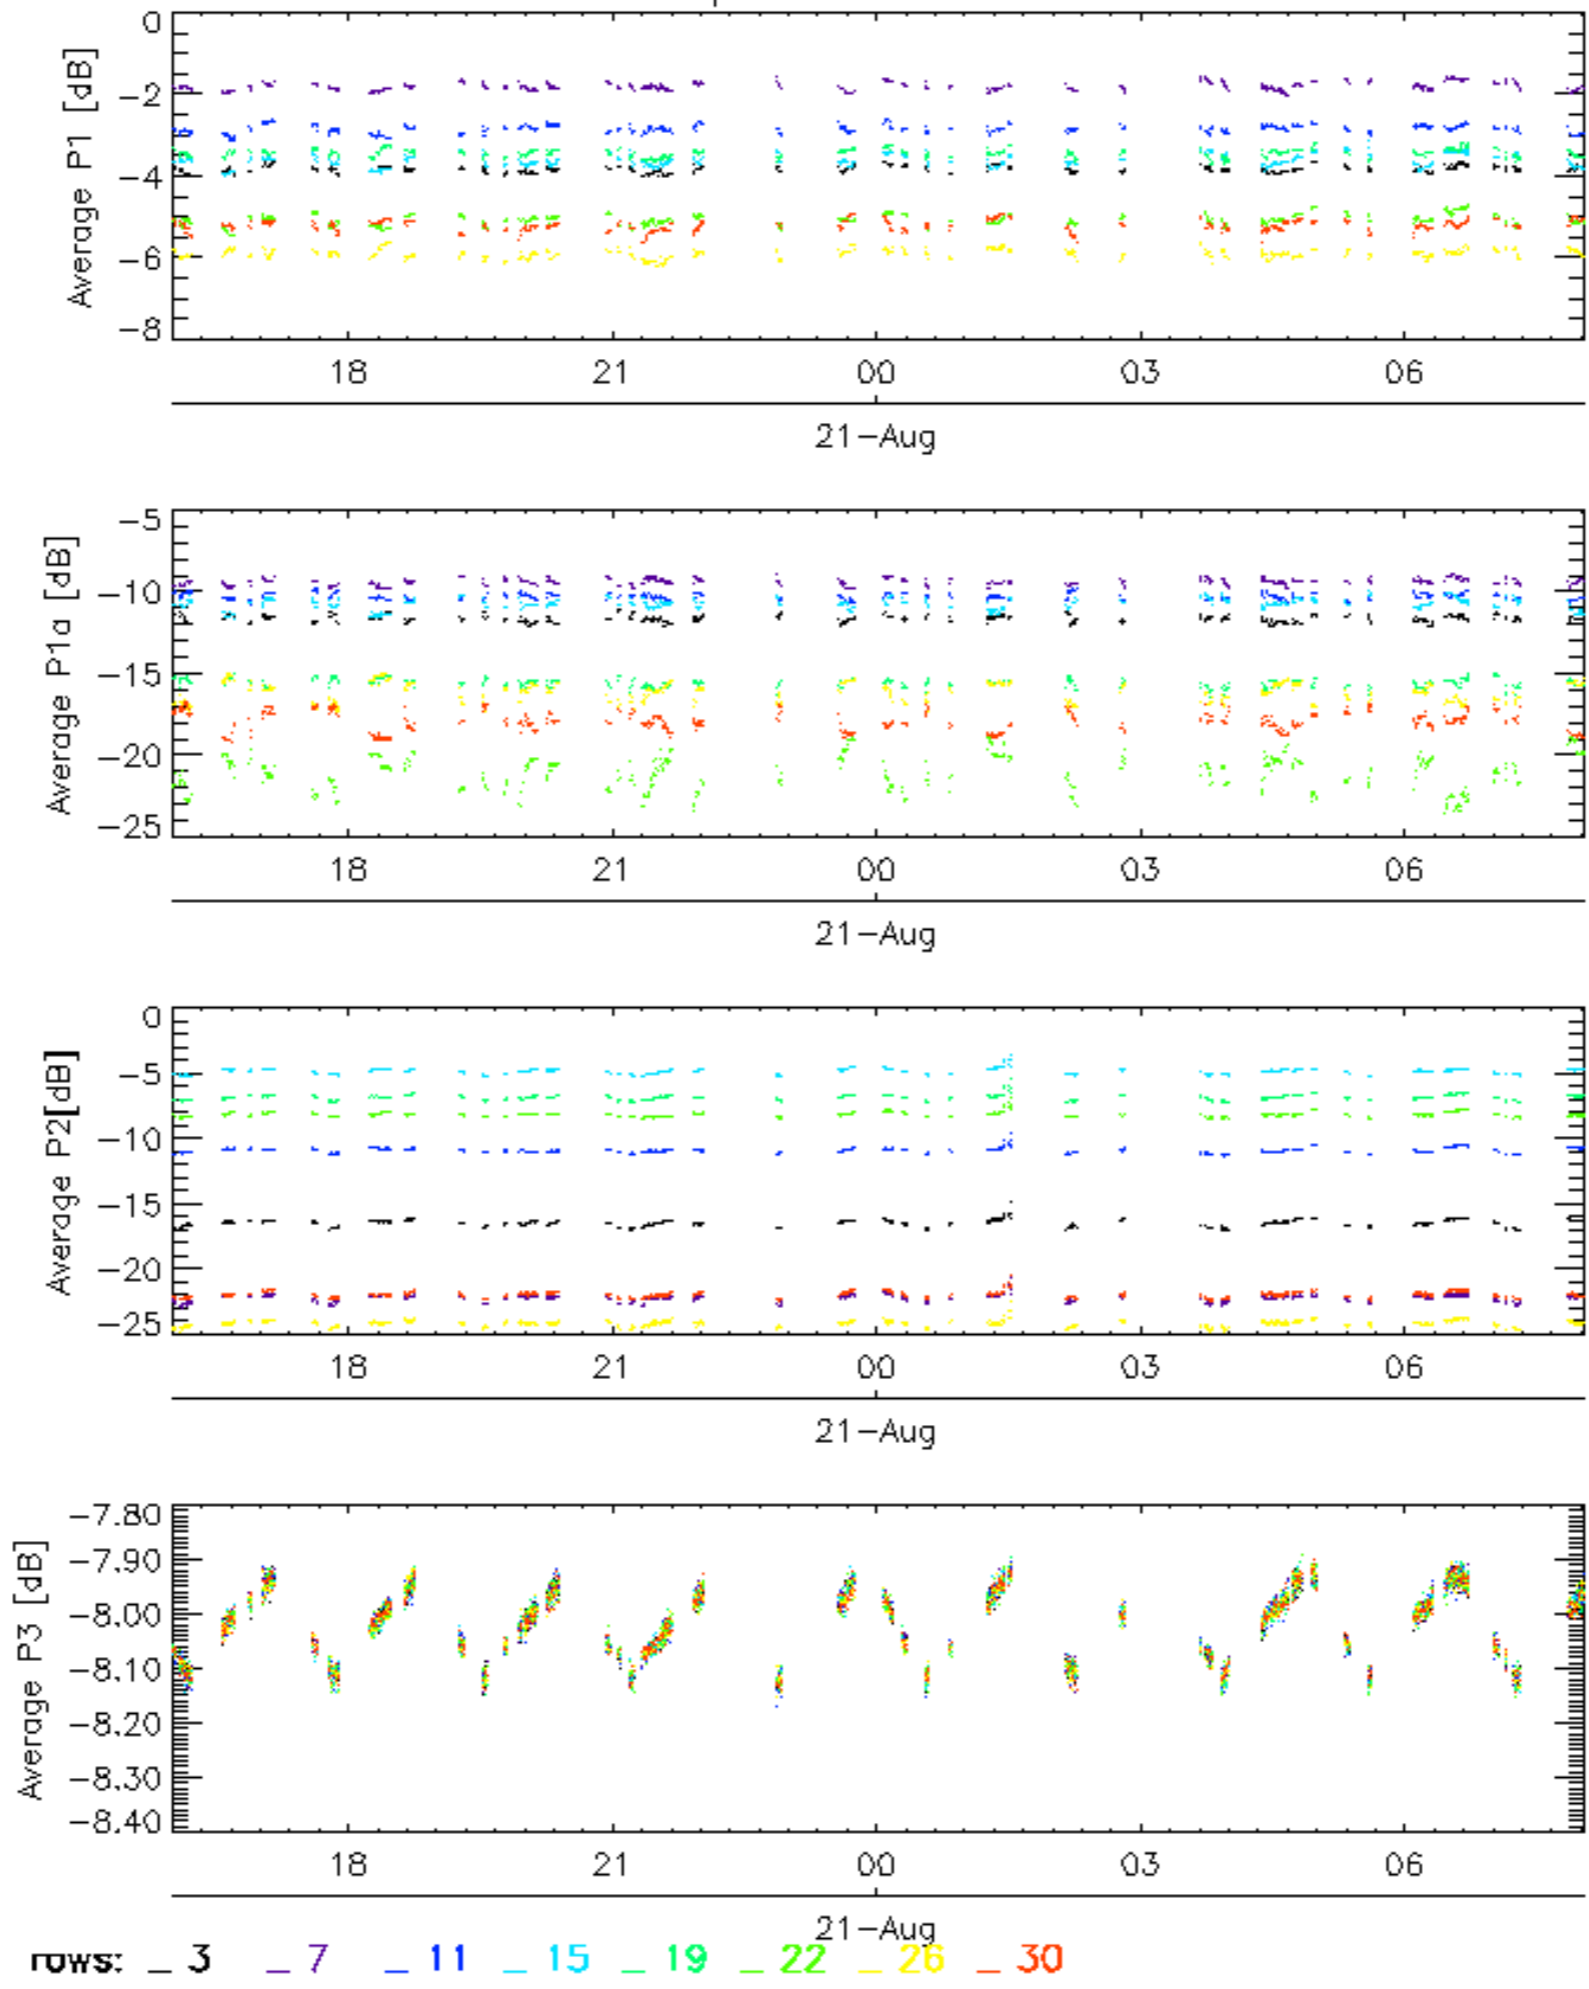 Average P1 [dB]
0
−2
−4
−6
−8
18 21 00 03 06
21−Aug
Average P1a [dB]
−5
−10
−15
−20
−25
18 21 00 03 06
21−Aug
Average P2[dB]
0
−5
−10
−15
−20
−25
18 21 00 03 06
21−Aug
Average P3 [dB]
−7.80
−7.90
−8.00
−8.10
−8.20
−8.30
−8.40
18 21 00 03 06
21−Aug
rows: _ 3 _ 7 _ 11 _ 15 _ 19 _ 22 _ 26 _ 30